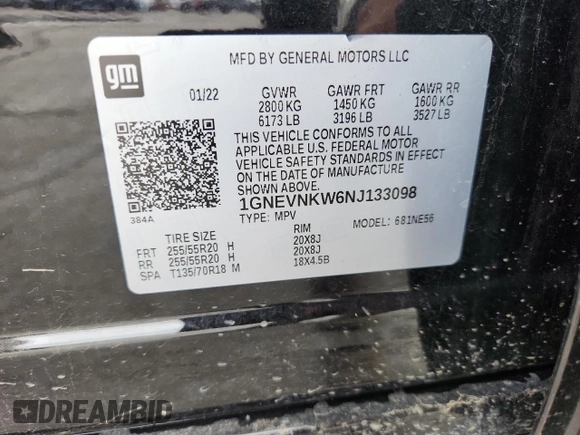 gm
MFD BY GENERAL MOTORS LLC
01/22 GVWR GAWR FRT GAWR RR
2800 KG 1450 KG 1600 KG
6173 LB 3196 LB 3527 LB
THIS VEHICLE CONFORMS TO ALL
APPLICABLE U.S. FEDERAL MOTOR
VEHICLE SAFETY STANDARDS IN EFFECT
ON THE DATE OF MANUFACTURE
SHOWN ABOVE.
384A
1GNEVNKW6NJ133098
TYPE: MPV MODEL: 681NE56
TIRE SIZE RIM
FRT 255/55R20 H 20X8J
RR 255/55R20 H 20X8J
SPA T135/70R18 M 18X4.5B
DREAMBID